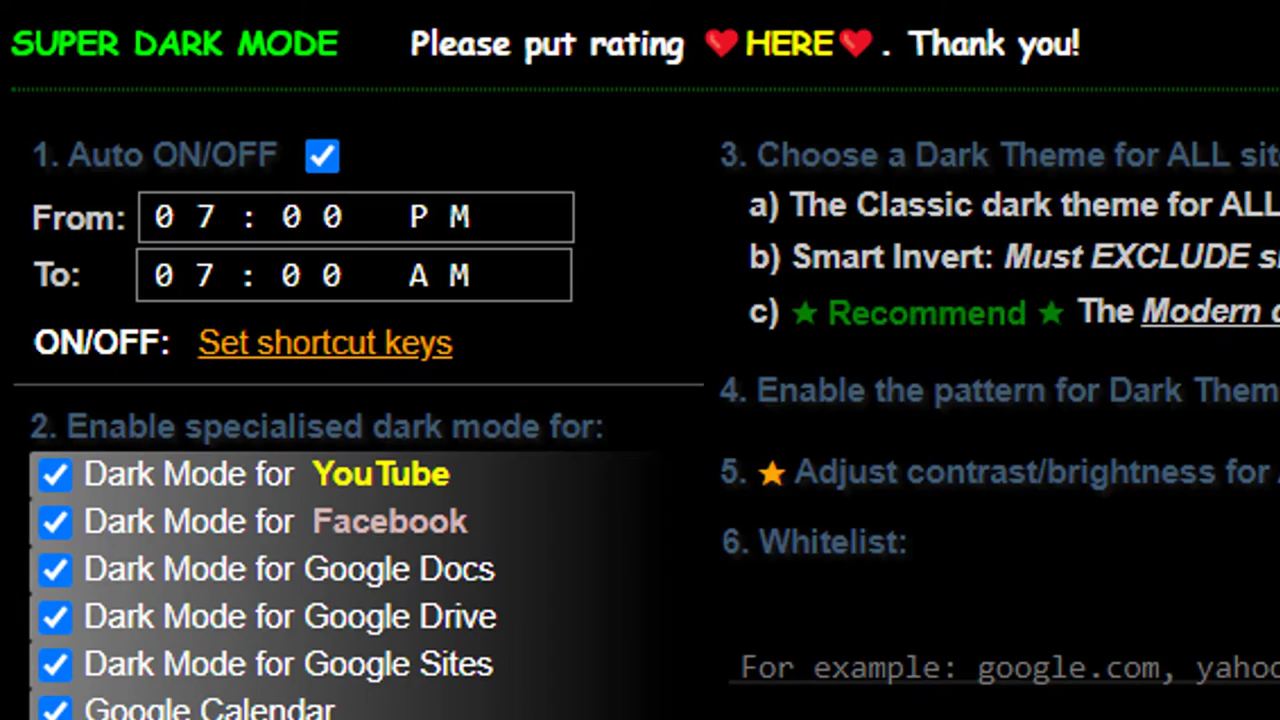 SUPER DARK MODE
Please put rating ❤HERE❤. Thank you!
1. Auto ON/OFF
From: 07:00 PM
To: 07:00 AM
ON/OFF: Set shortcut keys
2. Enable specialised dark mode for:
Dark Mode for YouTube
Dark Mode for Facebook
Dark Mode for Google Docs
Dark Mode for Google Drive
Dark Mode for Google Sites
Google Calendar
3. Choose a Dark Theme for ALL
a) The Classic dark theme for ALL
b) Smart Invert: Must EXCLUDE
c) ★ Recommend ★ The Modern
4. Enable the pattern for Dark
5. ★ Adjust contrast/brightness for
6. Whitelist:
For example: google.com,